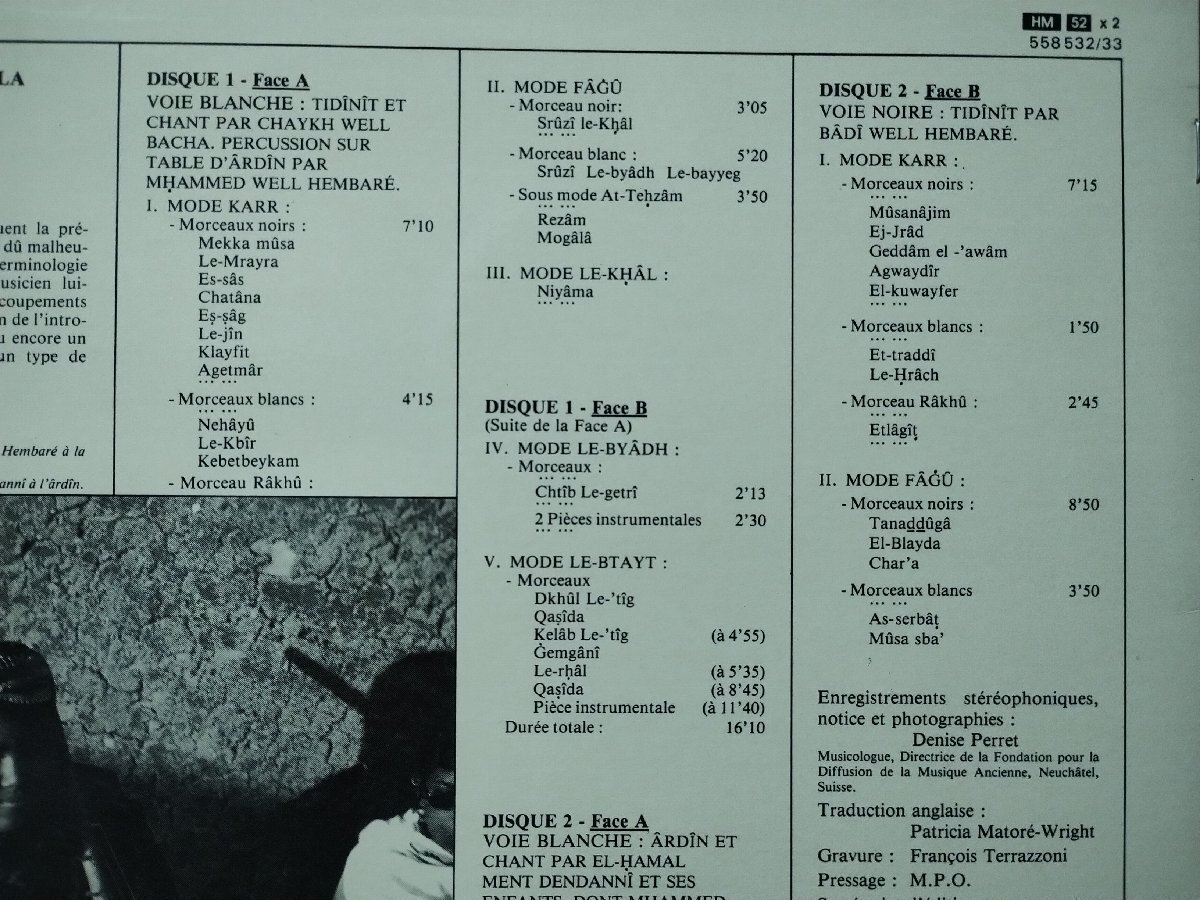 HM 52 x 2
558 532/33
LA
uent la pré-
dû malheu-
erminologie
usicien lui-
coupements
n de l'intro-
u encore un
un type de
Hembaré à la
annî à l'ârdîn.
DISQUE 1 - Face A
VOIE BLANCHE : TIDÎNÎT ET
CHANT PAR CHAYKH WELL
BACHA. PERCUSSION SUR
TABLE D'ÂRDÎN PAR
MḤAMMED WELL HEMBARÉ.
I. MODE KARR :
- Morceaux noirs : 7'10
Mekka mûsa
Le-Mrayra
Es-sâs
Chatâna
Eṣ-ṣâg
Le-jîn
Klayfit
Agetmâr
... ...
- Morceaux blancs : 4'15
... ...
Nehâyû
Le-Kbîr
Kebetbeykam
- Morceau Râkhû :
II. MODE FÂĠÛ
- Morceau noir: 3'05
Srûzî le-Khâl
... ...
- Morceau blanc : 5'20
Srûzî Le-byâdh Le-bayyeg
- Sous mode At-Teḥzâm 3'50
... ...
Rezâm
Mogâlâ
III. MODE LE-KḤÂL :
Niyâma
... ...
DISQUE 1 - Face B
(Suite de la Face A)
IV. MODE LE-BYÂDH :
- Morceaux :
... ...
Chtîb Le-getrî 2'13
... ...
2 Pièces instrumentales 2'30
... ...
V. MODE LE-BTAYT :
- Morceaux
Dkhûl Le-'tîg
Qaṣîda
Kelâb Le-'tîg (à 4'55)
Ġemgânî
Le-rḥâl (à 5'35)
Qaṣîda (à 8'45)
Pièce instrumentale (à 11'40)
Durée totale : 16'10
DISQUE 2 - Face A
VOIE BLANCHE : ÂRDÎN ET
CHANT PAR EL-ḤAMAL
MENT DENDANNÎ ET SES
ENFANTS, DONT MHAMMED
DISQUE 2 - Face B
VOIE NOIRE : TIDÎNÎT PAR
BÂDÎ WELL HEMBARÉ.
I. MODE KARR :
- Morceaux noirs : 7'15
... ...
Mûsanâjim
Ej-Jrâd
Geddâm el -'awâm
Agwaydîr
El-kuwayfer
... ...
- Morceaux blancs : 1'50
... ...
Et-traddî
Le-Ḥrâch
- Morceau Râkhû : 2'45
... ...
Etlâgîṭ
... ...
II. MODE FÂĠÛ :
- Morceaux noirs : 8'50
Tanaddûgâ
El-Blayda
Char'a
- Morceaux blancs 3'50
... ...
As-serbâṭ
Mûsa sba'
Enregistrements stéréophoniques,
notice et photographies :
Denise Perret
Musicologue, Directrice de la Fondation pour la
Diffusion de la Musique Ancienne, Neuchâtel,
Suisse.
Traduction anglaise :
Patricia Matoré-Wright
Gravure : François Terrazzoni
Pressage : M.P.O.